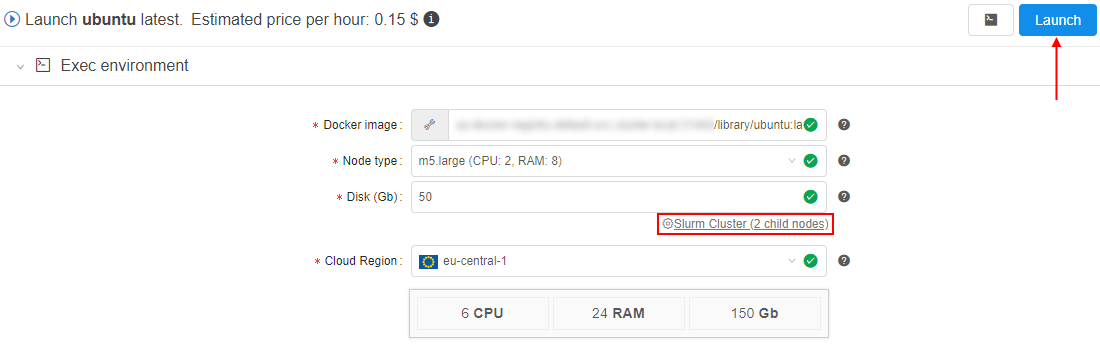 Launch ubuntu latest. Estimated price per hour: 0.15 $
Launch
Exec environment
* Docker image: /library/ubuntu:la
* Node type: m5.large (CPU: 2, RAM: 8)
* Disk (Gb): 50
Slurm Cluster (2 child nodes)
* Cloud Region: eu-central-1
6 CPU 24 RAM 150 Gb